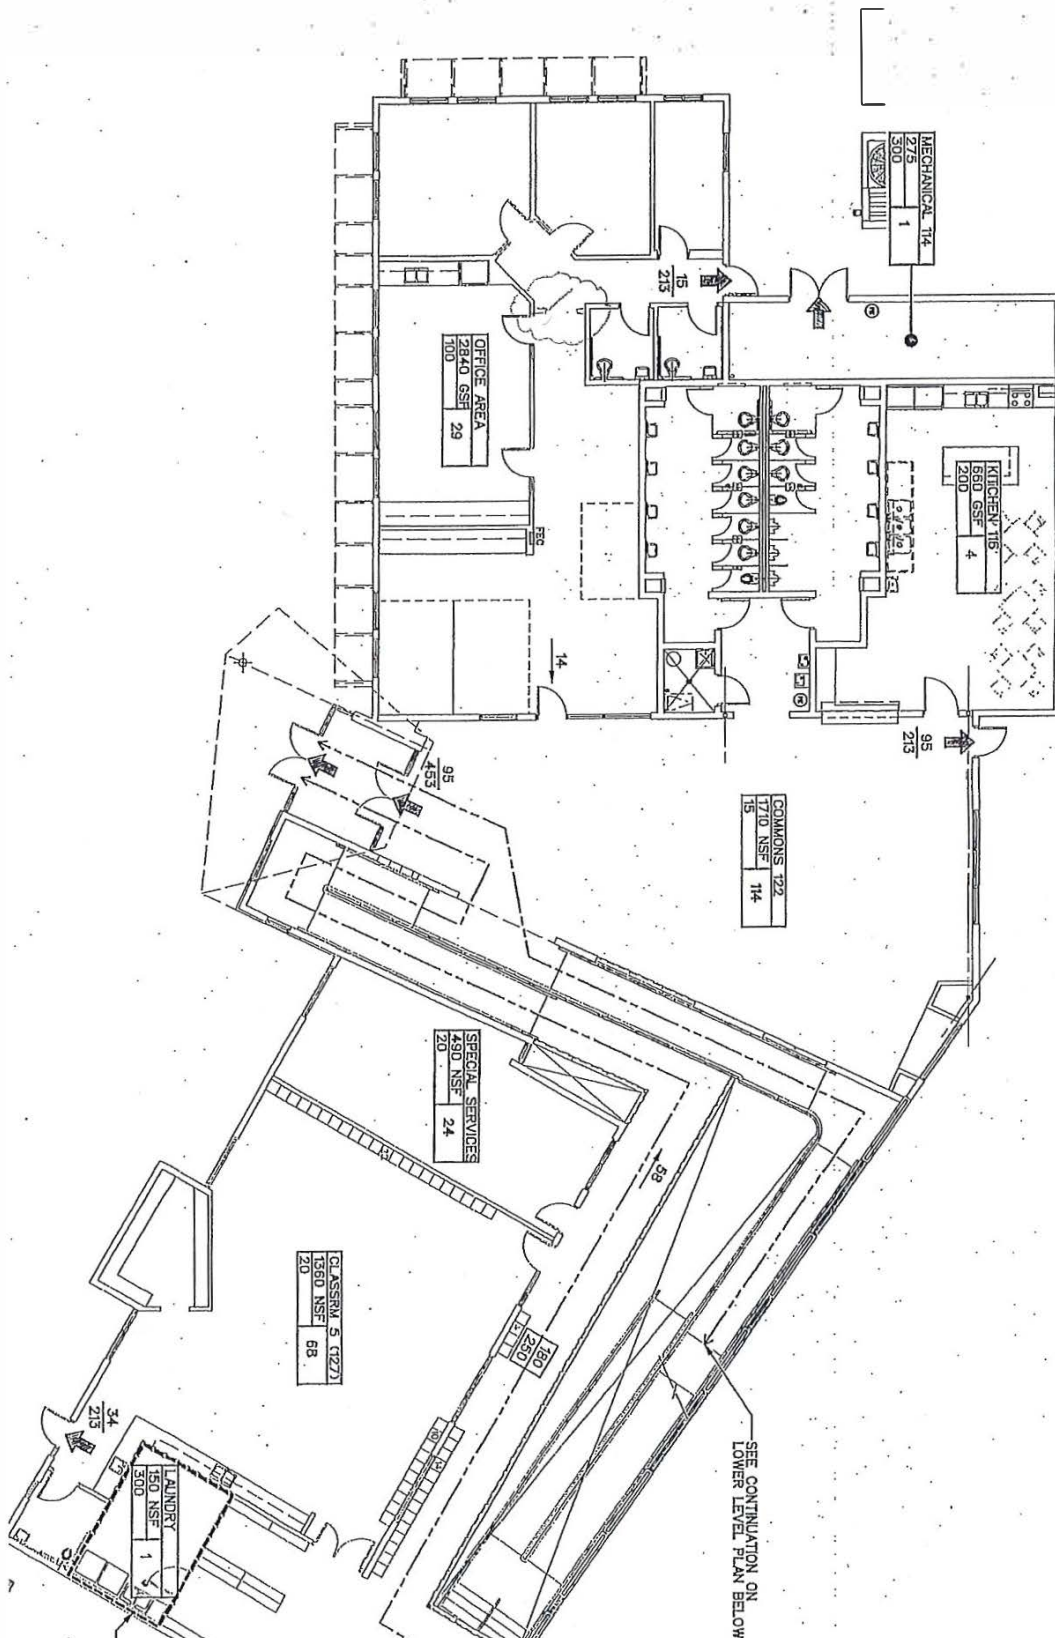 MECHANICAL 114
275
300
1
15
213
OFFICE AREA
2840 GSF
100
29
KITCHEN 116
660 GSF
200
4
FEC
14
95
213
95
453
COMMONS 122
1710 NSF
15
114
SPECIAL SERVICES
490 NSF
20
24
58
CLASSRM 5 (127)
1360 NSF
20
68
180
250
34
213
LAUNDRY
150 NSF
300
1
SEE CONTINUATION ON
LOWER LEVEL PLAN BELOW